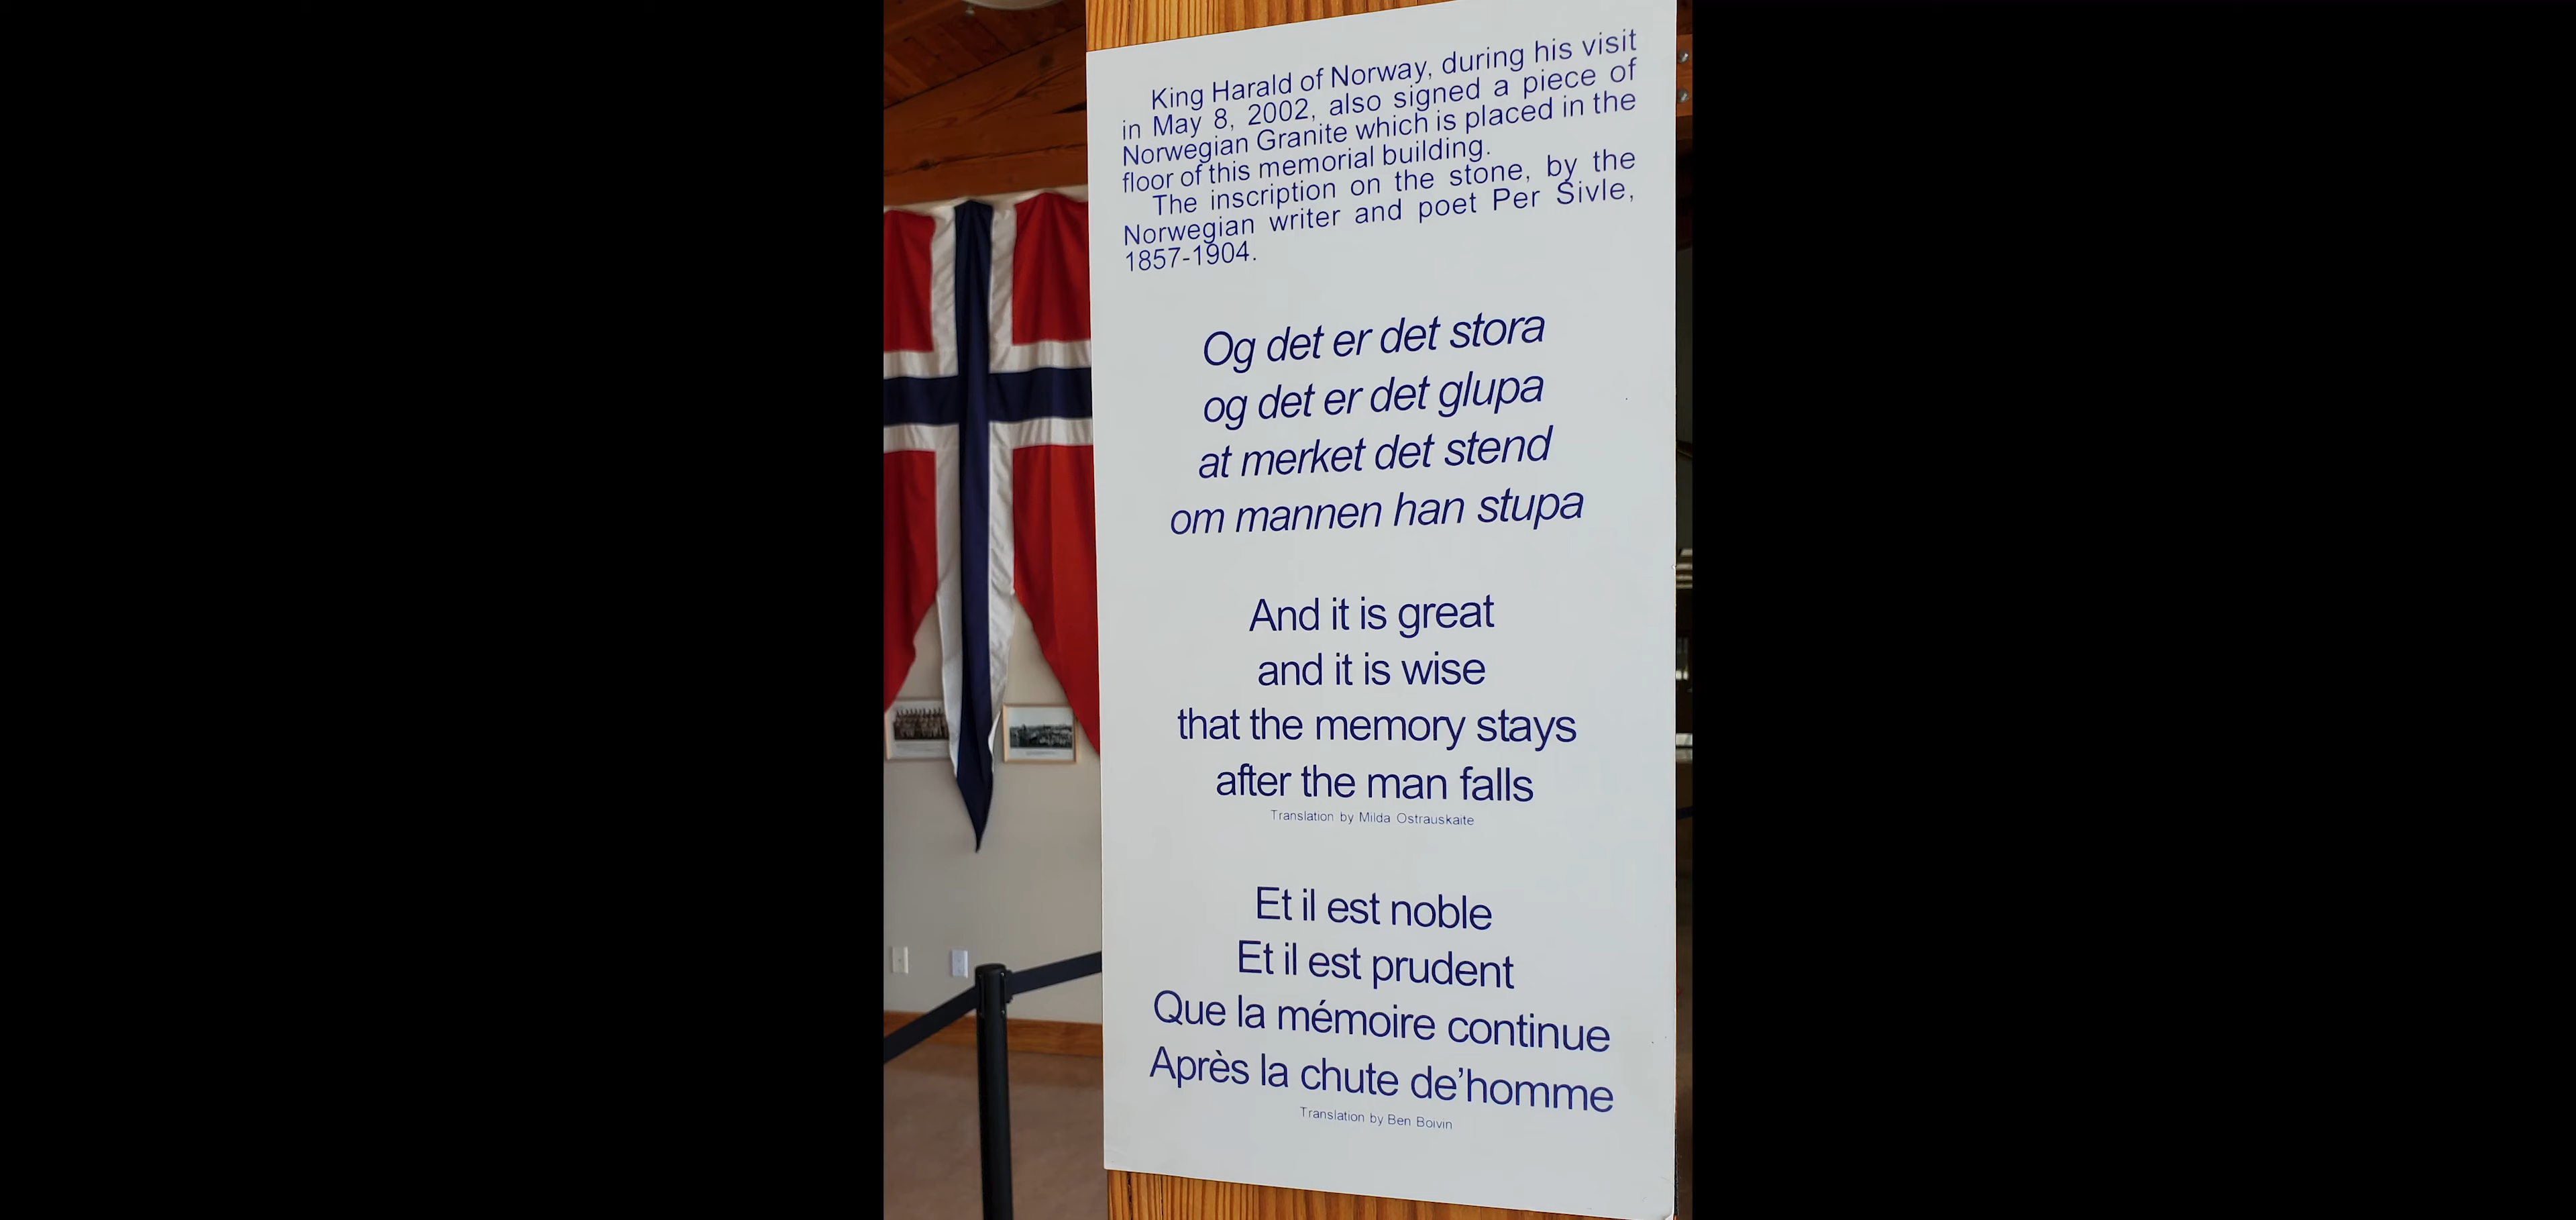 King Harald of Norway, during his visit
in May 8, 2002, also signed a piece of
Norwegian Granite which is placed in the
floor of this memorial building.
The inscription on the stone, by the
Norwegian writer and poet Per Sivle,
1857-1904.
Og det er det stora
og det er det glupa
at merket det stend
om mannen han stupa
And it is great
and it is wise
that the memory stays
after the man falls
Translation by Milda Ostrauskaite
Et il est noble
Et il est prudent
Que la mémoire continue
Après la chute de'homme
Translation by Ben Boivin